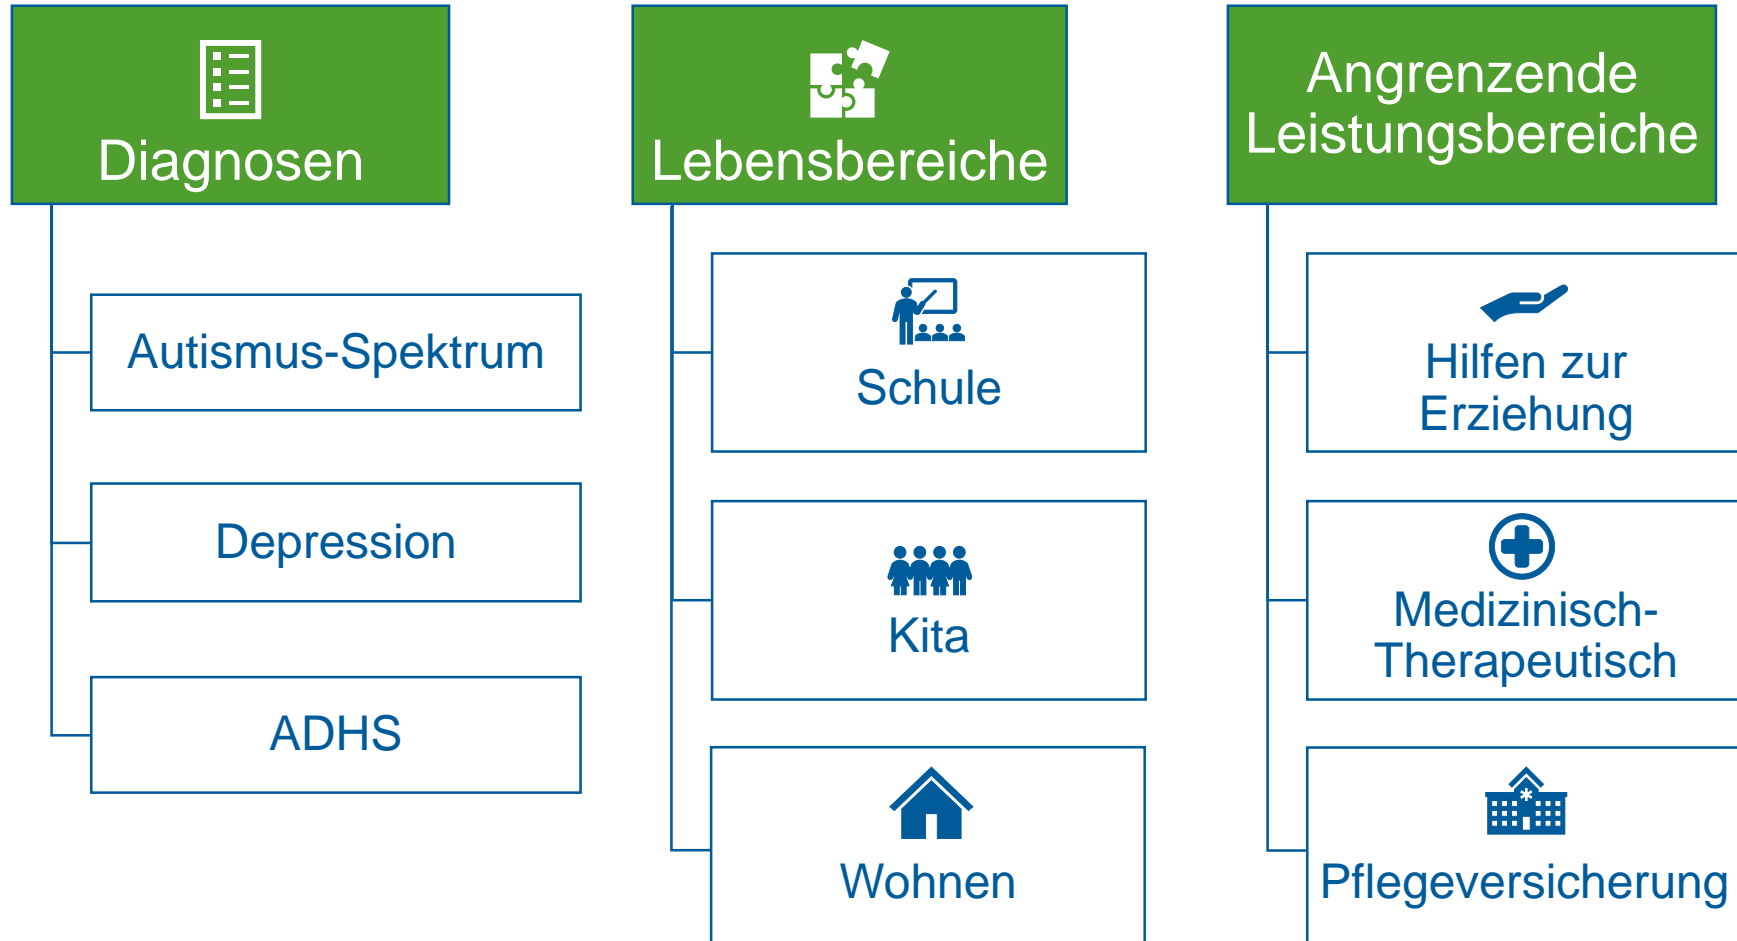 Diagnosen
Autismus-Spektrum
Depression
ADHS
Lebensbereiche
Schule
Kita
Wohnen
Angrenzende
Leistungsbereiche
Hilfen zur
Erziehung
Medizinisch-
Therapeutisch
Pflegeversicherung